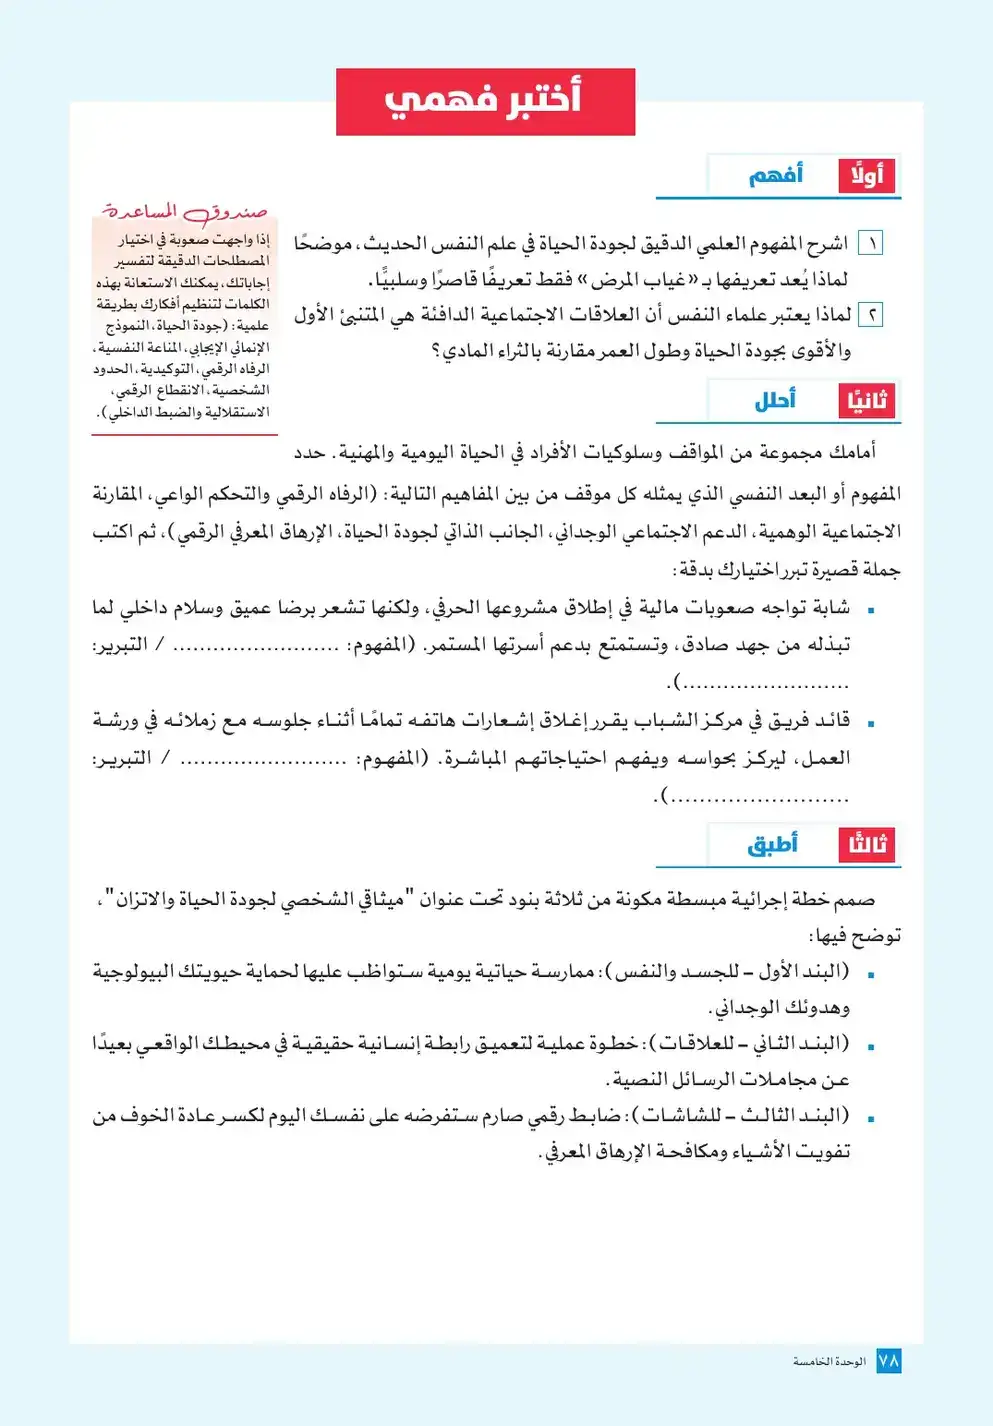 أختبر فهمي
أولًا
أفهم
١ اشرح المفهوم العلمي الدقيق لجودة الحياة في علم النفس الحديث، موضحًا
لماذا يُعد تعريفها بـ «غياب المرض» فقط تعريفًا قاصرًا وسلبيًّا.
٢ لماذا يعتبر علماء النفس أن العلاقات الاجتماعية الدافئة هي المتنبئ الأول
والأقوى بجودة الحياة وطول العمر مقارنة بالثراء المادي؟
صندوق المساعدة
إذا واجهت صعوبة في اختيار
المصطلحات الدقيقة لتفسير
إجاباتك، يمكنك الاستعانة بهذه
الكلمات لتنظيم أفكارك بطريقة
علمية: (جودة الحياة، النموذج
الإنمائي الإيجابي، المناعة النفسية،
الرفاه الرقمي، التوكيدية، الحدود
الشخصية، الانقطاع الرقمي،
الاستقلالية والضبط الداخلي).
ثانيًا
أحلل
أمامك مجموعة من المواقف وسلوكيات الأفراد في الحياة اليومية والمهنية. حدد
المفهوم أو البعد النفسي الذي يمثله كل موقف من بين المفاهيم التالية: (الرفاه الرقمي والتحكم الواعي، المقارنة
الاجتماعية الوهمية، الدعم الاجتماعي الوجداني، الجانب الذاتي لجودة الحياة، الإرهاق المعرفي الرقمي)، ثم اكتب
جملة قصيرة تبرر اختيارك بدقة:
▪ شابة تواجه صعوبات مالية في إطلاق مشروعها الحرفي، ولكنها تشعر برضا عميق وسلام داخلي لما
تبذله من جهد صادق، وتستمتع بدعم أسرتها المستمر. (المفهوم: ......................... / التبرير:
.........................).
▪ قائد فريق في مركز الشباب يقرر إغلاق إشعارات هاتفه تمامًا أثناء جلوسه مع زملائه في ورشة
العمل، ليركز بحواسه ويفهم احتياجاتهم المباشرة. (المفهوم: ......................... / التبرير:
.........................).
ثالثًا
أطبق
صمم خطة إجرائية مبسطة مكونة من ثلاثة بنود تحت عنوان "ميثاقي الشخصي لجودة الحياة والاتزان"،
توضح فيها:
▪ (البند الأول – للجسد والنفس): ممارسة حياتية يومية ستواظب عليها لحماية حيويتك البيولوجية
وهدوئك الوجداني.
▪ (البند الثاني – للعلاقات): خطوة عملية لتعميق رابطة إنسانية حقيقية في محيطك الواقعي بعيدًا
عن مجاملات الرسائل النصية.
▪ (البند الثالث – للشاشات): ضابط رقمي صارم ستفرضه على نفسك اليوم لكسر عادة الخوف من
تفويت الأشياء ومكافحة الإرهاق المعرفي.
٧٨ الوحدة الخامسة